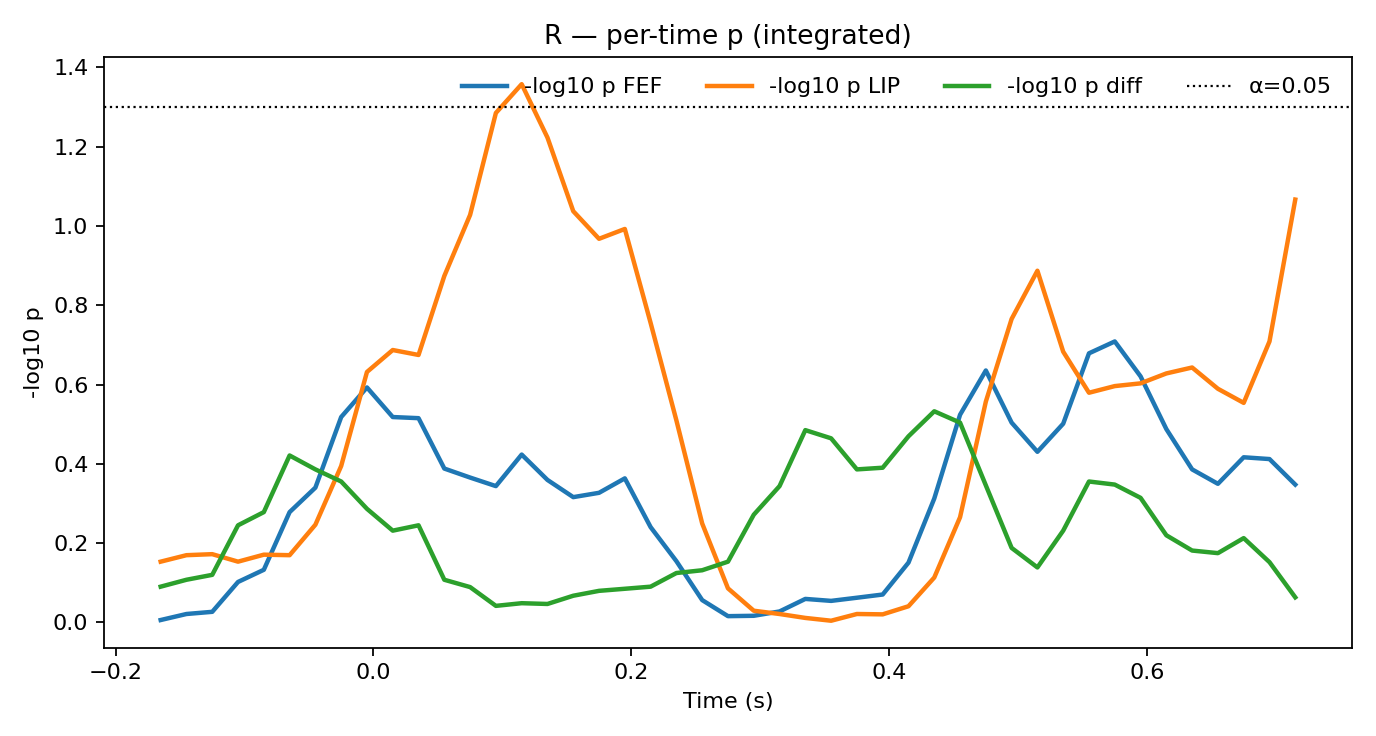 R — per-time p (integrated)
-log10 p FEF
-log10 p LIP
-log10 p diff
α=0.05
1.4
1.2
1.0
0.8
0.6
0.4
0.2
0.0
-log10 p
−0.2
0.0
0.2
0.4
0.6
Time (s)